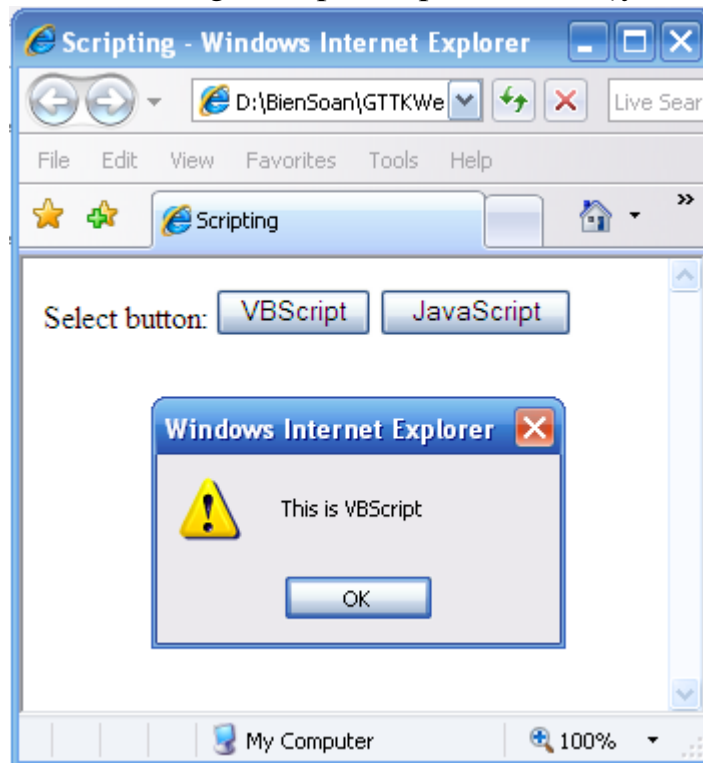 Scripting - Windows Internet Explorer
D:\BienSoan\GTTKWe
Live Sear
File Edit View Favorites Tools Help
Scripting
»
Select button: VBScript JavaScript
Windows Internet Explorer
This is VBScript
OK
My Computer 100%